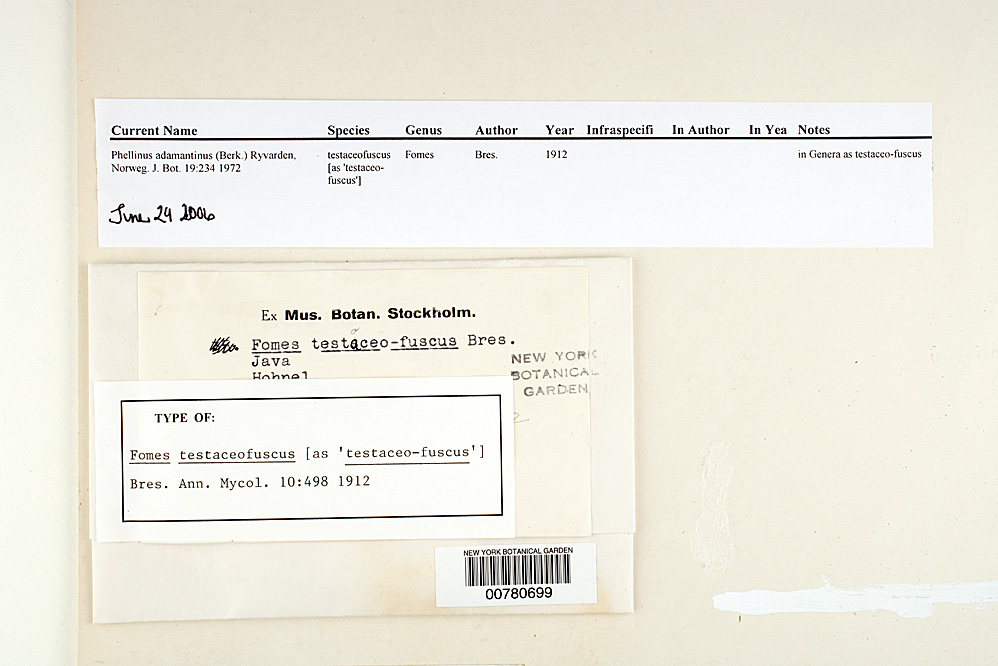 Current Name Species Genus Author Year Infraspecifi In Author In Yea Notes
Phellinus adamantinus (Berk.) Ryvarden, testaceofuscus Fomes Bres. 1912 in Genera as testaceo-fuscus
Norweg. J. Bot. 19:234 1972 [as 'testaceo-
fuscus']
June 24 2006
Ex Mus. Botan. Stockholm.
Fomes testaceo-fuscus Bres.
Java
Hohnel
NEW YORK
BOTANICAL
GARDEN
TYPE OF:
Fomes testaceofuscus [as 'testaceo-fuscus']
Bres. Ann. Mycol. 10:498 1912
NEW YORK BOTANICAL GARDEN
00780699